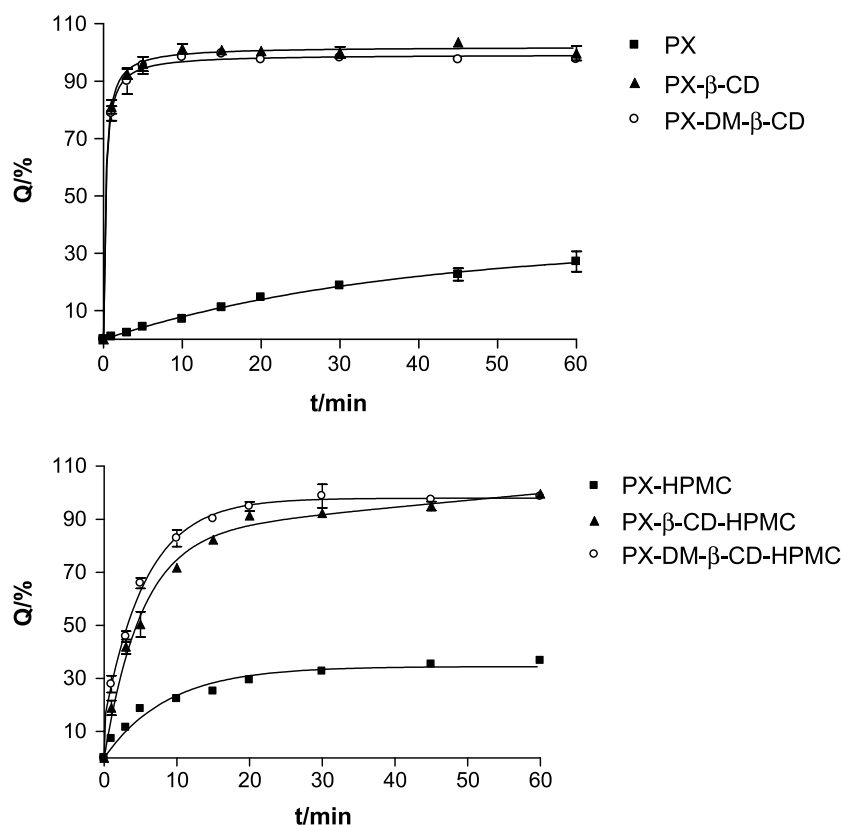 110
90
70
50
30
10
Q/%
0 10 20 30 40 50 60
t/min
PX
PX-β-CD
PX-DM-β-CD
110
90
70
50
30
10
Q/%
0 10 20 30 40 50 60
t/min
PX-HPMC
PX-β-CD-HPMC
PX-DM-β-CD-HPMC